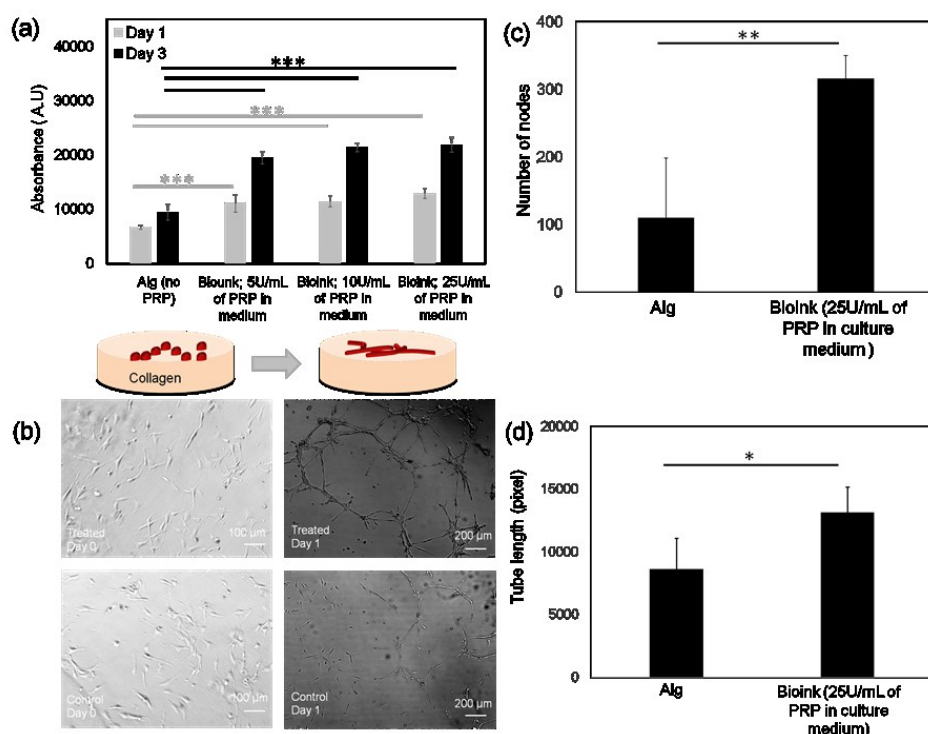 (a)
Day 1
Day 3
40000
30000
20000
10000
0
Absorbance ( A.U)
***
***
***
Alg (no PRP)
Biounk; 5U/mL of PRP in medium
Bioink; 10U/mL of PRP in medium
Bioink; 25U/mL of PRP in medium
Collagen
(b)
Treated
Day 0
100 µm
Treated
Day 1
200 µm
Control
Day 0
100 µm
Control
Day 1
200 µm
(c)
400
300
200
100
0
Number of nodes
**
Alg
Bioink (25U/mL of
PRP in culture
medium )
(d)
20000
15000
10000
5000
0
Tube length (pixel)
*
Alg
Bioink (25U/mL of
PRP in culture
medium)